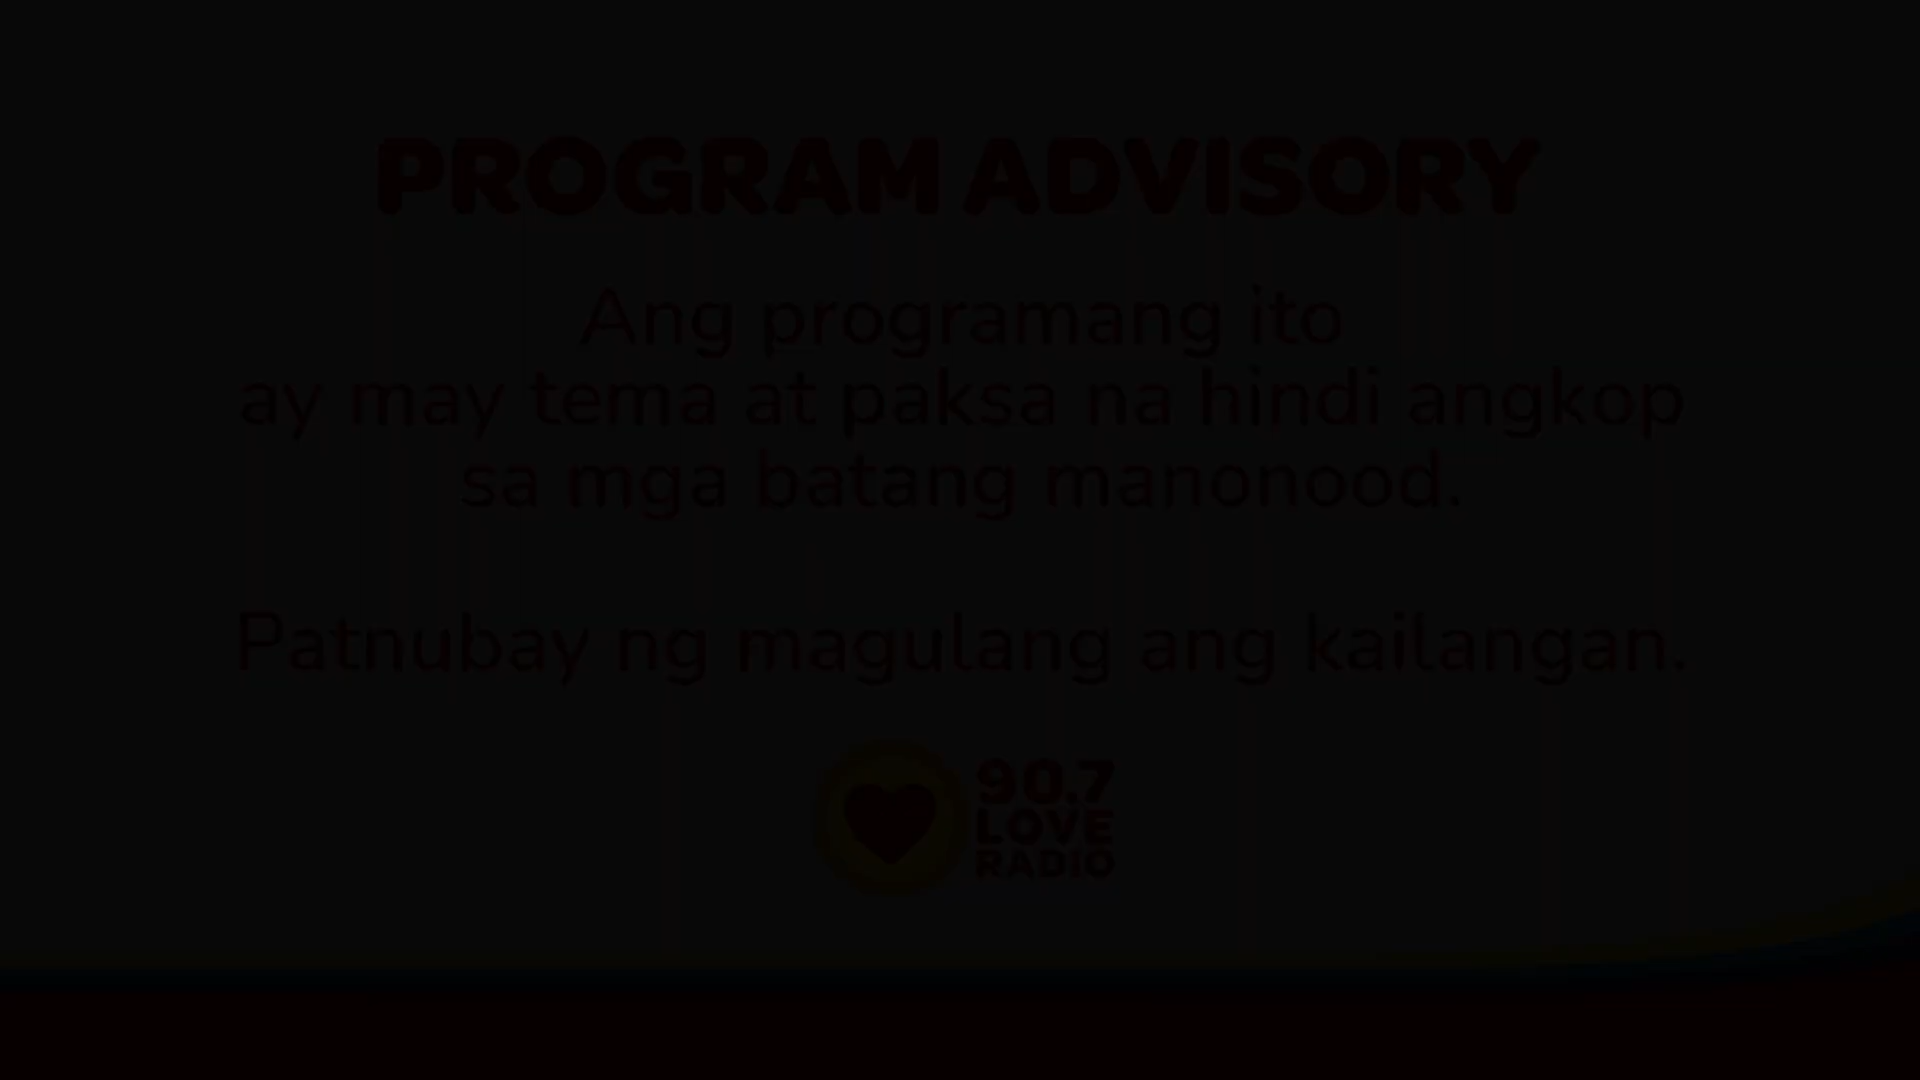 PROGRAM ADVISORY
Ang programang ito
ay may tema at paksa na hindi angkop
sa mga batang manonood.
Patnubay ng magulang ang kailangan.
90.7
LOVE
RADIO